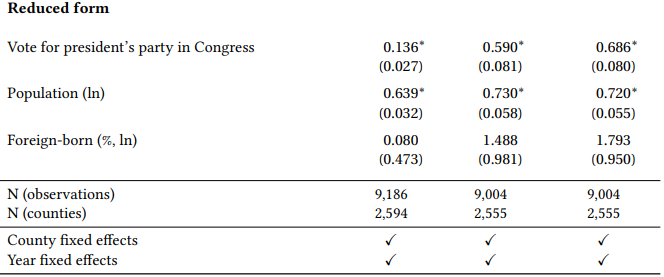 Reduced form
Vote for president's party in Congress 0.136* 0.590* 0.686*
(0.027) (0.081) (0.080)
Population (ln) 0.639* 0.730* 0.720*
(0.032) (0.058) (0.055)
Foreign-born (%, ln) 0.080 1.488 1.793
(0.473) (0.981) (0.950)
N (observations) 9,186 9,004 9,004
N (counties) 2,594 2,555 2,555
County fixed effects ✓ ✓ ✓
Year fixed effects ✓ ✓ ✓